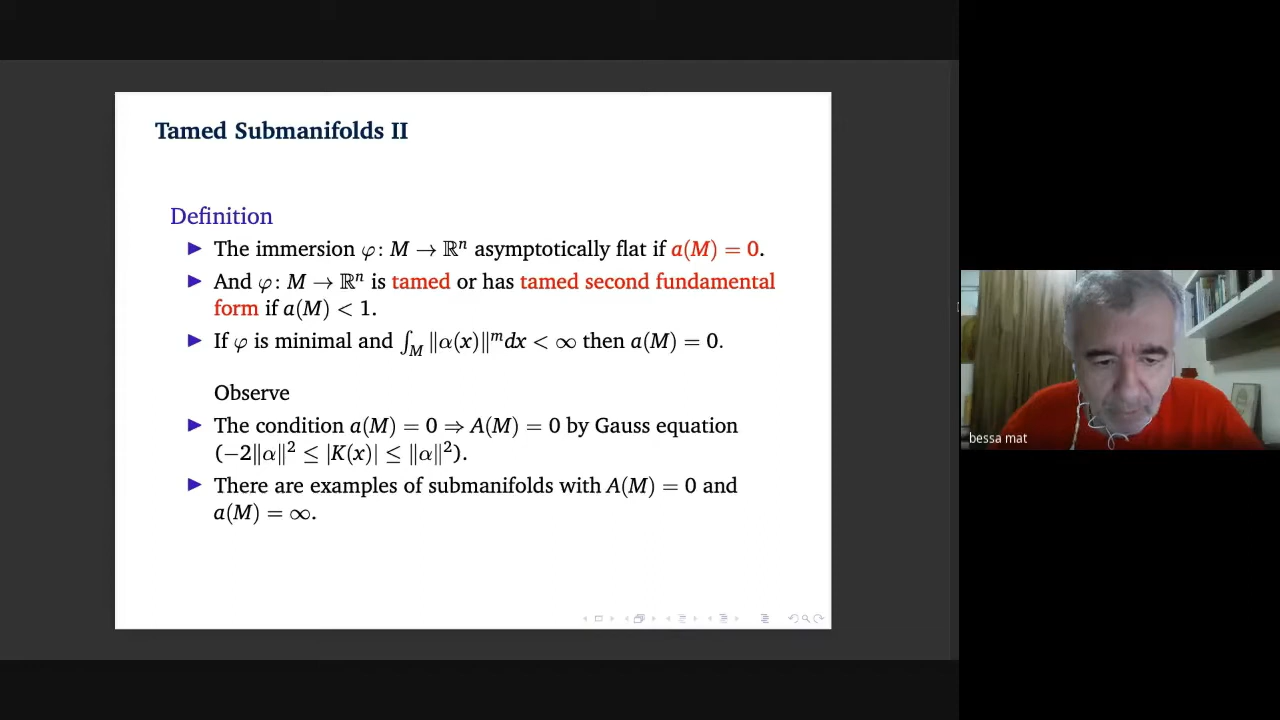 Tamed Submanifolds II
Definition
▶ The immersion φ: M → ℝⁿ asymptotically flat if a(M) = 0.
▶ And φ: M → ℝⁿ is tamed or has tamed second fundamental
form if a(M) < 1.
▶ If φ is minimal and ∫_M ‖α(x)‖ᵐdx < ∞ then a(M) = 0.
Observe
▶ The condition a(M) = 0 ⇒ A(M) = 0 by Gauss equation
(−2‖α‖² ≤ |K(x)| ≤ ‖α‖²).
▶ There are examples of submanifolds with A(M) = 0 and
a(M) = ∞.
bessa mat